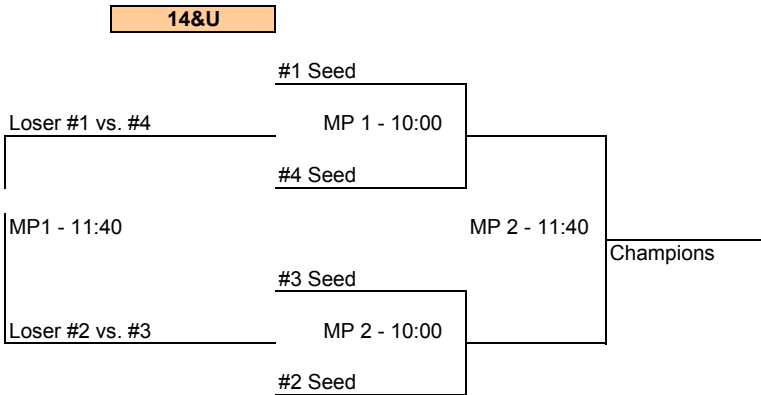 14&U
#1 Seed
Loser #1 vs. #4 MP 1 - 10:00
#4 Seed
MP1 - 11:40 MP 2 - 11:40
Champions
#3 Seed
Loser #2 vs. #3 MP 2 - 10:00
#2 Seed